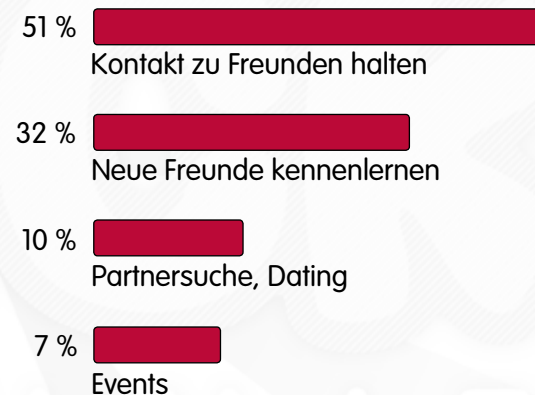 51 %
Kontakt zu Freunden halten
32 %
Neue Freunde kennenlernen
10 %
Partnersuche, Dating
7 %
Events